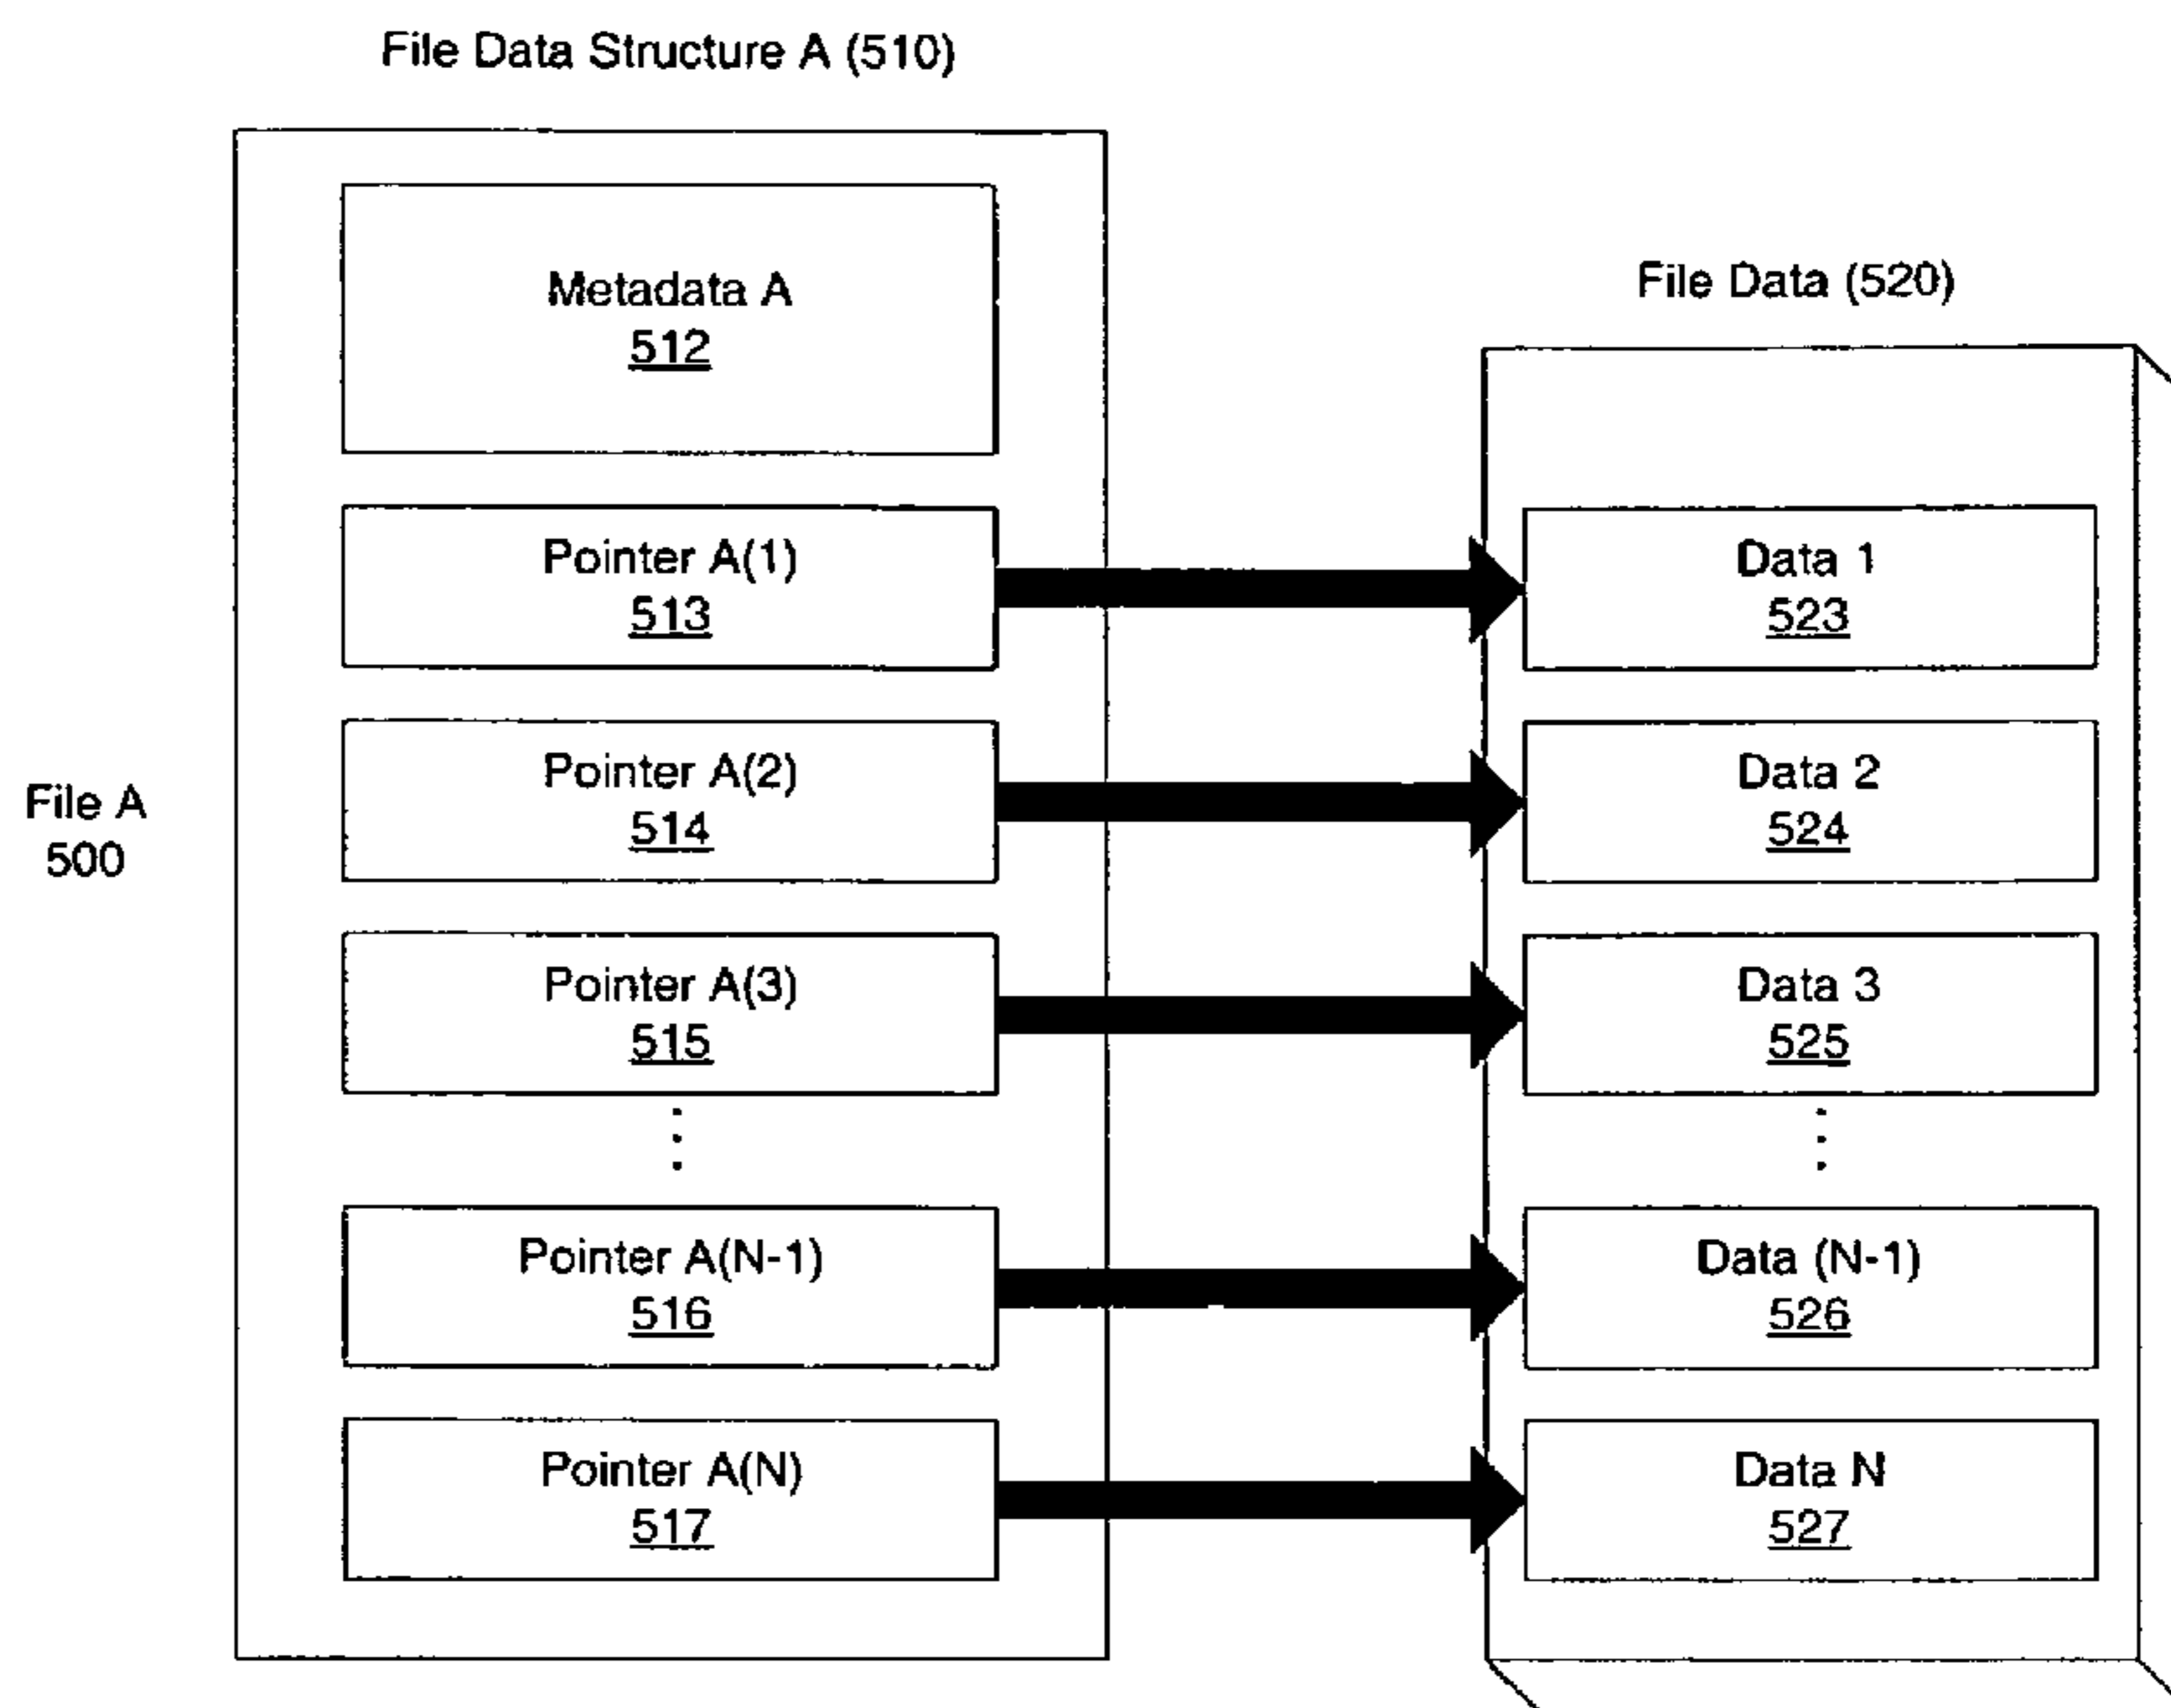 File Data Structure A (510)
Metadata A
512
File Data (520)
Pointer A(1)
513
Data 1
523
Pointer A(2)
514
Data 2
524
File A
500
Pointer A(3)
515
Data 3
525
Pointer A(N-1)
516
Data (N-1)
526
Pointer A(N)
517
Data N
527